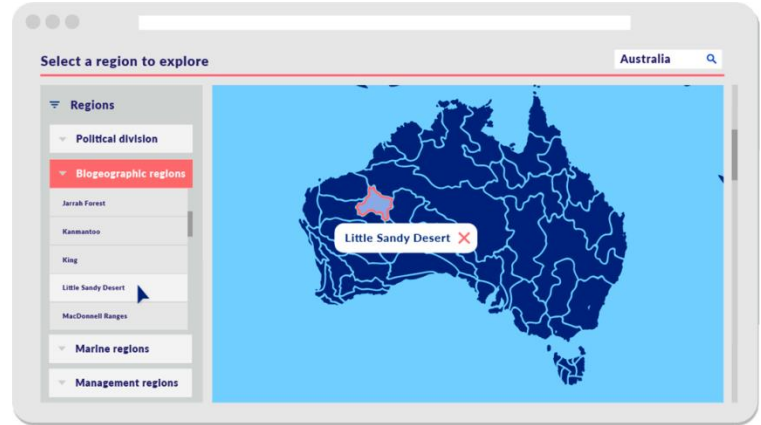 Select a region to explore
Australia
Regions
Political division
Biogeographic regions
Jarrah Forest
Kanmantoo
King
Little Sandy Desert
MacDonnell Ranges
Marine regions
Management regions
Little Sandy Desert